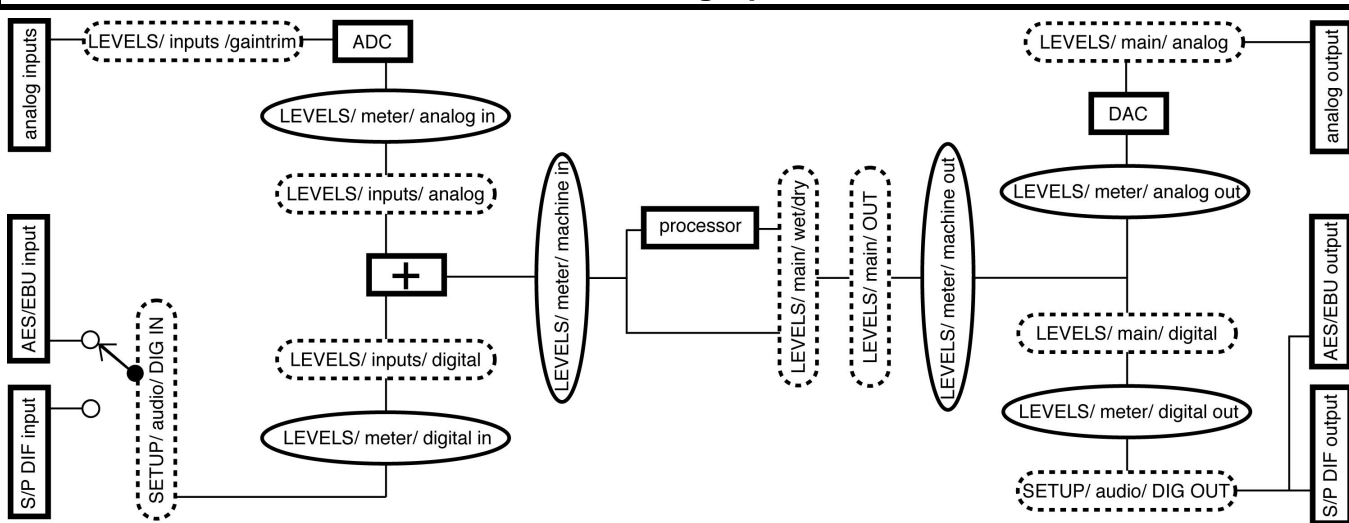 analog inputs
LEVELS/ inputs /gaintrim
ADC
LEVELS/ meter/ analog in
LEVELS/ inputs/ analog
+
LEVELS/ inputs/ digital
LEVELS/ meter/ digital in
AES/EBU input
S/P DIF input
SETUP/ audio/ DIG IN
LEVELS/ meter/ machine in
processor
LEVELS/ main/ wet/dry
LEVELS/ main/ OUT
LEVELS/ meter/ machine out
LEVELS/ main/ analog
DAC
LEVELS/ meter/ analog out
LEVELS/ main/ digital
LEVELS/ meter/ digital out
SETUP/ audio/ DIG OUT
analog output
AES/EBU output
S/P DIF output